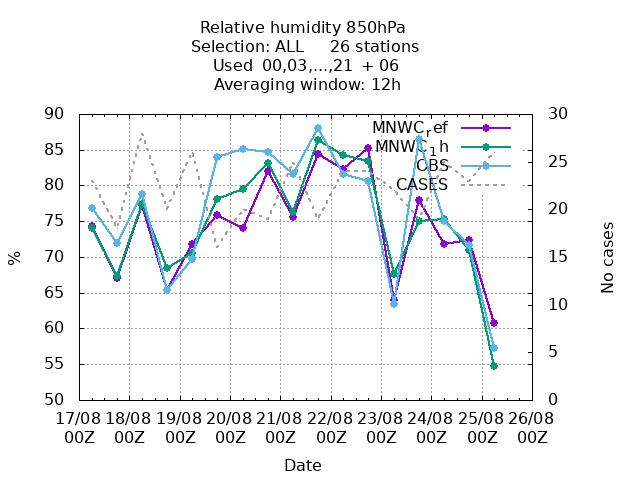 Relative humidity 850hPa
Selection: ALL     26 stations
Used  00,03,...,21  + 06
Averaging window: 12h
90
85
80
75
70
65
60
55
50
%
30
25
20
15
10
5
0
No cases
MNWCref
MNWC1h
OBS
CASES
17/08 18/08 19/08 20/08 21/08 22/08 23/08 24/08 25/08 26/08
00Z 00Z 00Z 00Z 00Z 00Z 00Z 00Z 00Z 00Z
Date